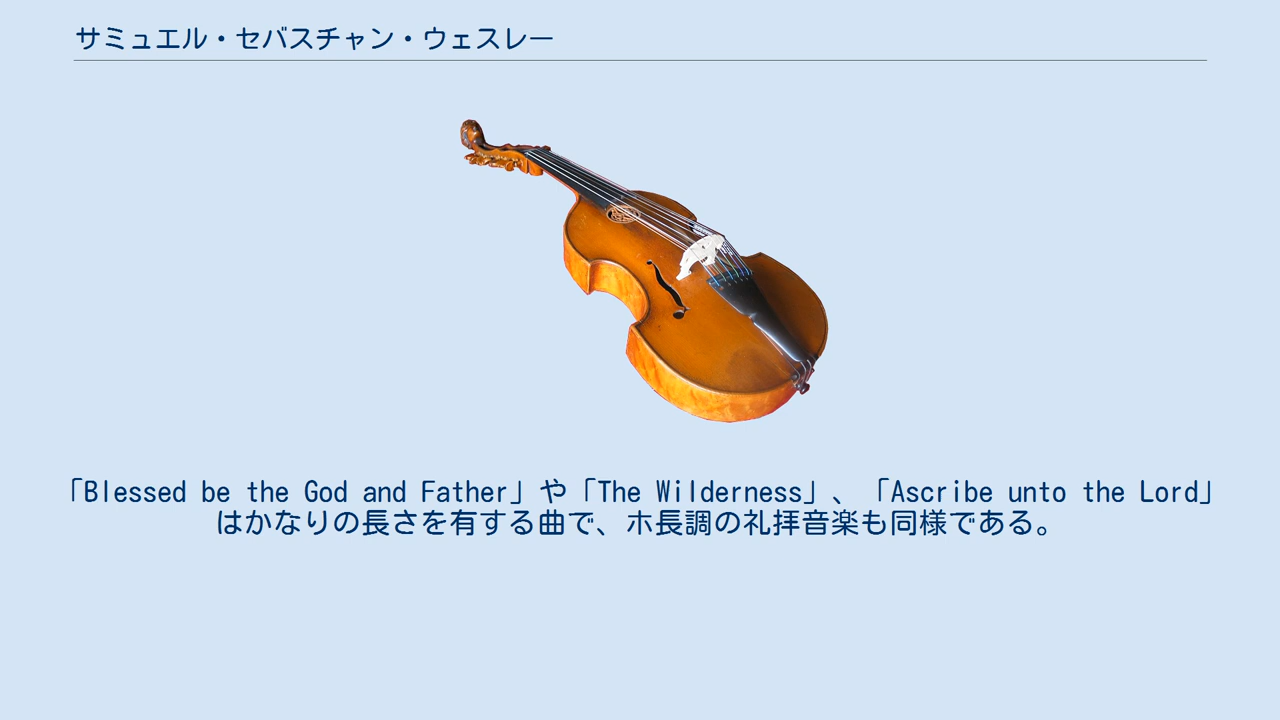 サミュエル・セバスチャン・ウェスレー
「Blessed be the God and Father」や「The Wilderness」、「Ascribe unto the Lord」
はかなりの長さを有する曲で、ホ長調の礼拝音楽も同様である。